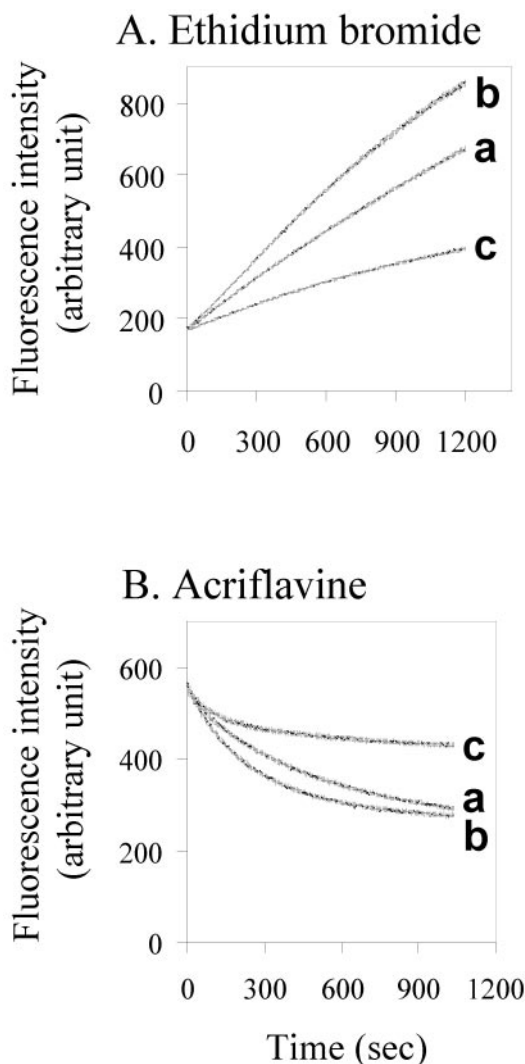 A. Ethidium bromide
Fluorescence intensity
(arbitrary unit)
800
600
400
200
0
b
a
c
0 300 600 900 1200
B. Acriflavine
Fluorescence intensity
(arbitrary unit)
600
400
200
0
c
a
b
0 300 600 900 1200
Time (sec)